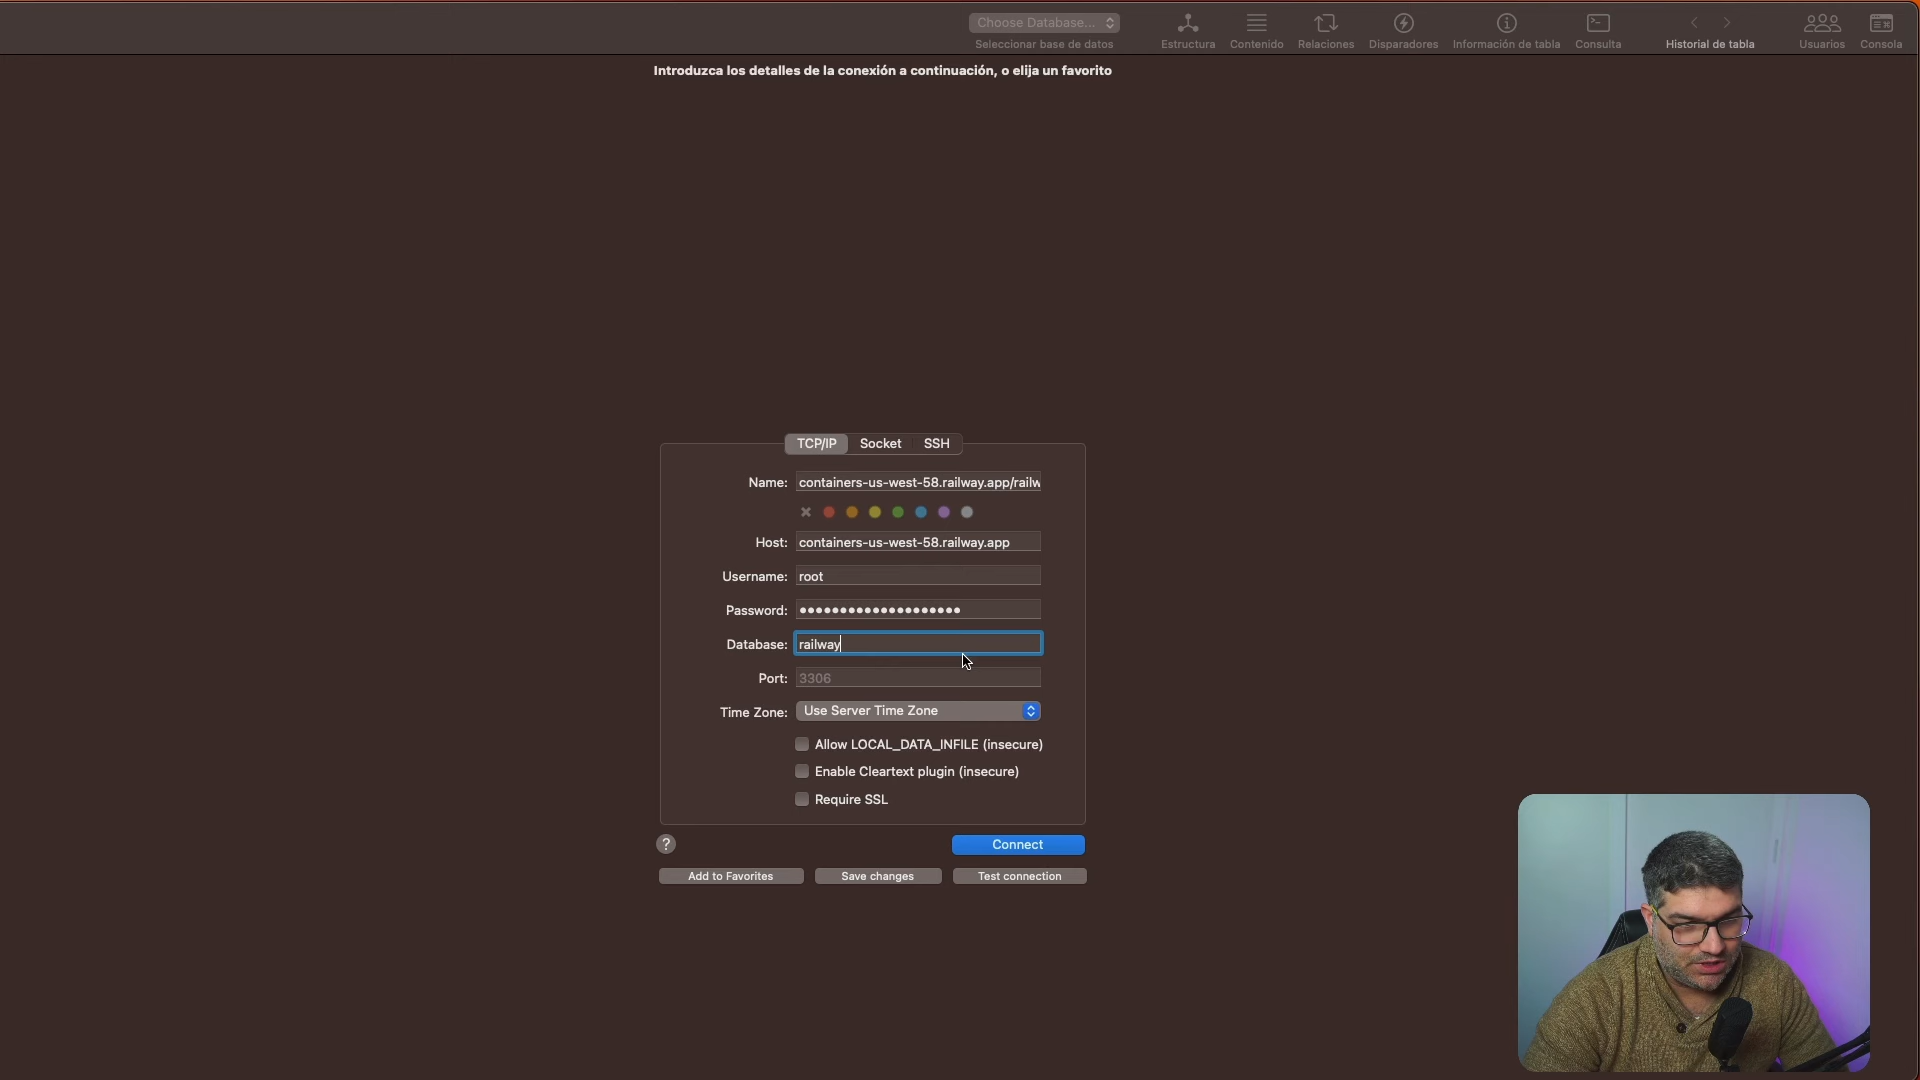 Choose Database...
Seleccionar base de datos
Estructura
Contenido
Relaciones
Disparadores
Información de tabla
Consulta
Historial de tabla
Usuarios
Consola
Introduzca los detalles de la conexión a continuación, o elija un favorito
TCP/IP
Socket
SSH
Name: containers-us-west-58.railway.app/railw
Host: containers-us-west-58.railway.app
Username: root
Password: ••••••••••••••••••••
Database: railway
Port: 3306
Time Zone: Use Server Time Zone
Allow LOCAL_DATA_INFILE (insecure)
Enable Cleartext plugin (insecure)
Require SSL
?
Connect
Add to Favorites
Save changes
Test connection